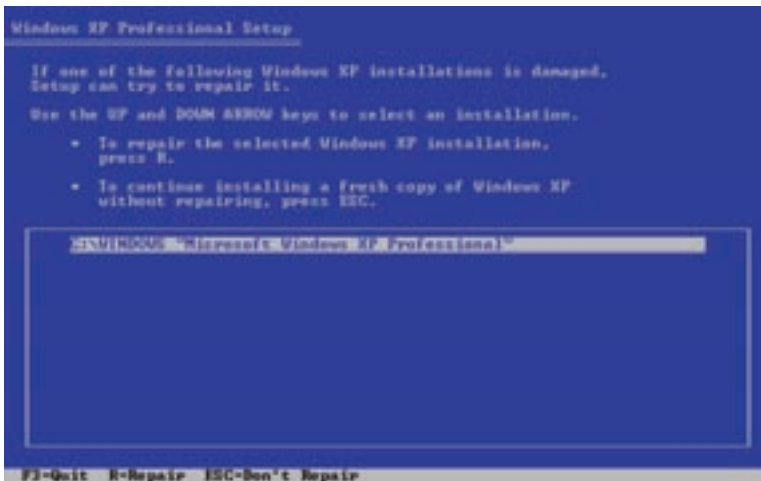 Windows XP Professional Setup
If one of the following Windows XP installations is damaged,
Setup can try to repair it.
Use the UP and DOWN ARROW keys to select an installation.
• To repair the selected Windows XP installation,
press R.
• To continue installing a fresh copy of Windows XP
without repairing, press ESC.
C:\WINDOWS "Microsoft Windows XP Professional"
F3=Quit R=Repair ESC=Don't Repair